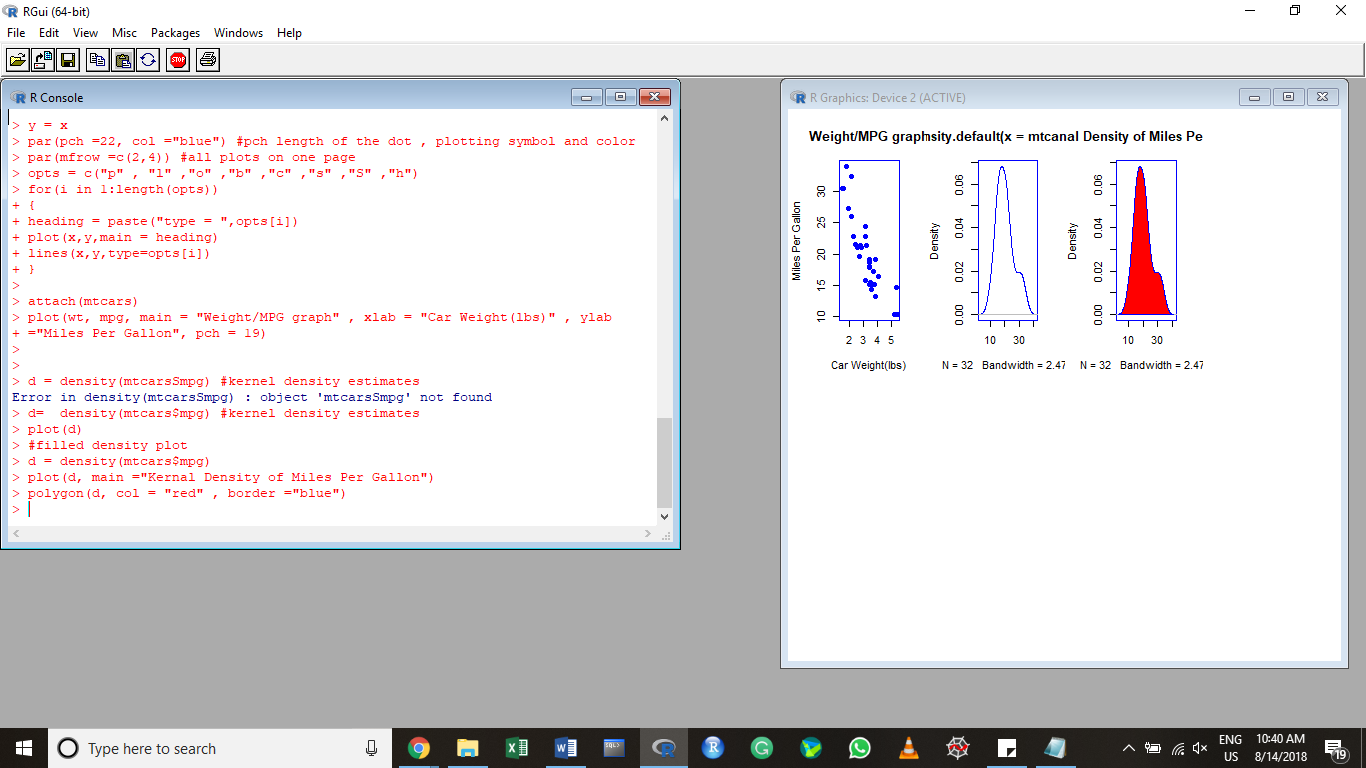 RGui (64-bit)
File Edit View Misc Packages Windows Help
STOP
R Console
> y = x
> par(pch =22, col ="blue") #pch length of the dot , plotting symbol and color
> par(mfrow =c(2,4)) #all plots on one page
> opts = c("p" , "l" ,"o" ,"b" ,"c" ,"s" ,"S" ,"h")
> for(i in 1:length(opts))
+ {
+ heading = paste("type = ",opts[i])
+ plot(x,y,main = heading)
+ lines(x,y,type=opts[i])
+ }
>
> attach(mtcars)
> plot(wt, mpg, main = "Weight/MPG graph" , xlab = "Car Weight(lbs)" , ylab
+ ="Miles Per Gallon", pch = 19)
>
>
> d = density(mtcarsSmpg) #kernel density estimates
Error in density(mtcarsSmpg) : object 'mtcarsSmpg' not found
> d=  density(mtcars$mpg) #kernel density estimates
> plot(d)
> #filled density plot
> d = density(mtcars$mpg)
> plot(d, main ="Kernal Density of Miles Per Gallon")
> polygon(d, col = "red" , border ="blue")
>
R Graphics: Device 2 (ACTIVE)
Weight/MPG graphnsity.default(x = mtcanal Density of Miles Pe
Miles Per Gallon
10 15 20 25 30
2 3 4 5
Car Weight(lbs)
Density
0.00 0.02 0.04 0.06
10 30
N = 32 Bandwidth = 2.47
Density
0.00 0.02 0.04 0.06
10 30
N = 32 Bandwidth = 2.47
Type here to search
SQL
ENG
US
10:40 AM
8/14/2018
19